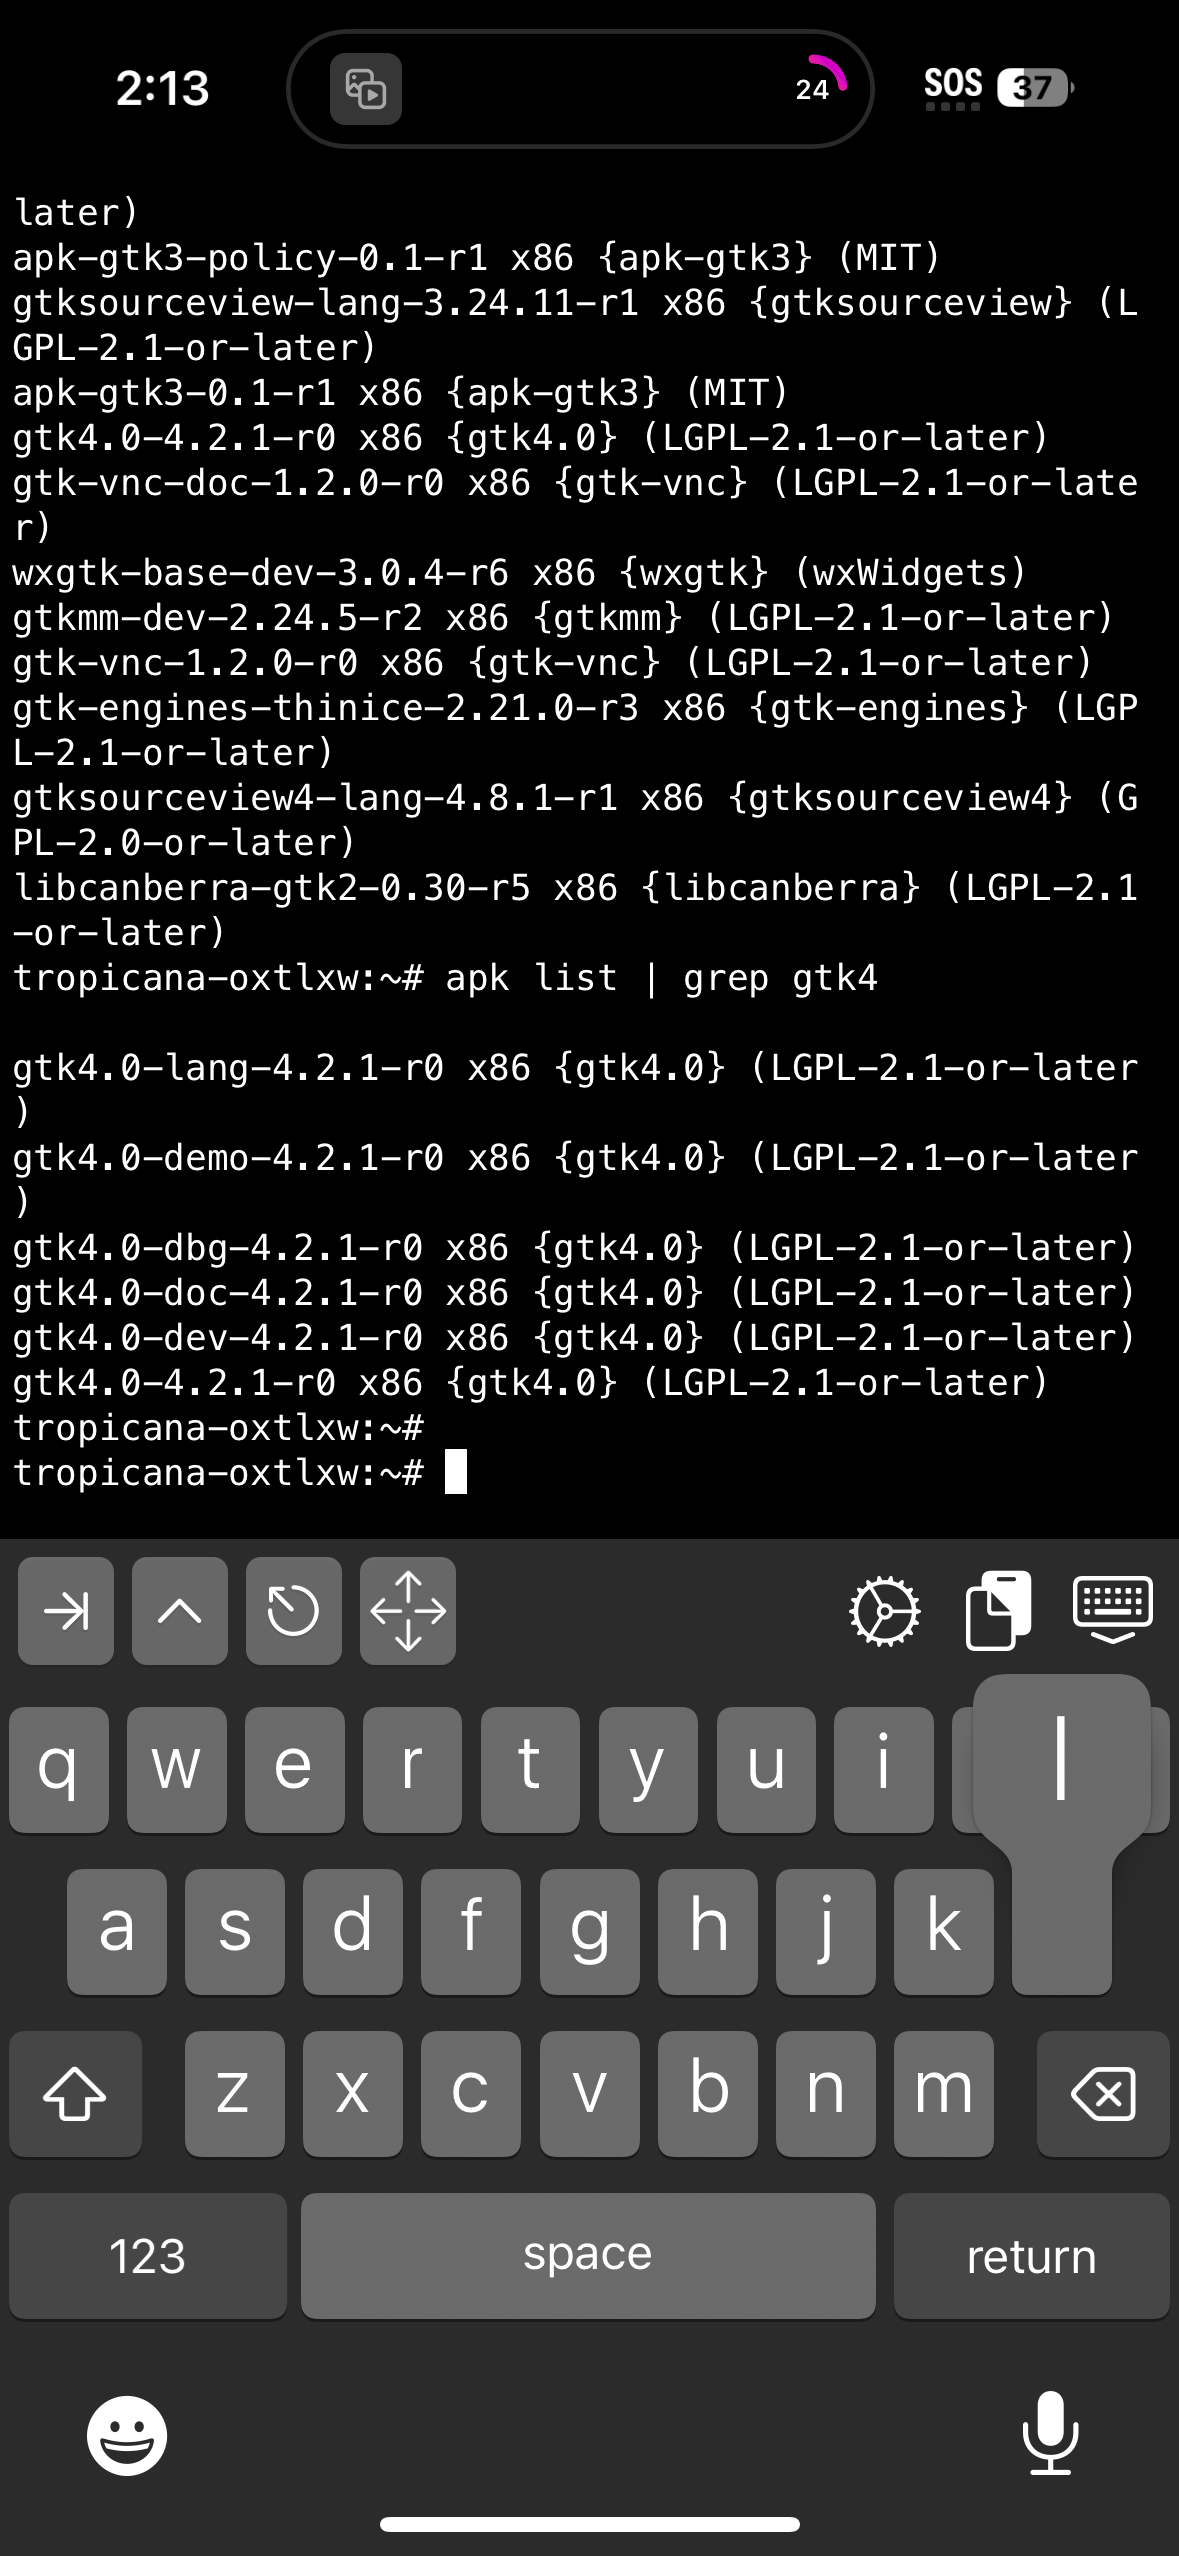 2:13
24
SOS
37
later)
apk-gtk3-policy-0.1-r1 x86 {apk-gtk3} (MIT)
gtksourceview-lang-3.24.11-r1 x86 {gtksourceview} (L
GPL-2.1-or-later)
apk-gtk3-0.1-r1 x86 {apk-gtk3} (MIT)
gtk4.0-4.2.1-r0 x86 {gtk4.0} (LGPL-2.1-or-later)
gtk-vnc-doc-1.2.0-r0 x86 {gtk-vnc} (LGPL-2.1-or-late
r)
wxgtk-base-dev-3.0.4-r6 x86 {wxgtk} (wxWidgets)
gtkmm-dev-2.24.5-r2 x86 {gtkmm} (LGPL-2.1-or-later)
gtk-vnc-1.2.0-r0 x86 {gtk-vnc} (LGPL-2.1-or-later)
gtk-engines-thinice-2.21.0-r3 x86 {gtk-engines} (LGP
L-2.1-or-later)
gtksourceview4-lang-4.8.1-r1 x86 {gtksourceview4} (G
PL-2.0-or-later)
libcanberra-gtk2-0.30-r5 x86 {libcanberra} (LGPL-2.1
-or-later)
tropicana-oxtlxw:~# apk list | grep gtk4
gtk4.0-lang-4.2.1-r0 x86 {gtk4.0} (LGPL-2.1-or-later
)
gtk4.0-demo-4.2.1-r0 x86 {gtk4.0} (LGPL-2.1-or-later
)
gtk4.0-dbg-4.2.1-r0 x86 {gtk4.0} (LGPL-2.1-or-later)
gtk4.0-doc-4.2.1-r0 x86 {gtk4.0} (LGPL-2.1-or-later)
gtk4.0-dev-4.2.1-r0 x86 {gtk4.0} (LGPL-2.1-or-later)
gtk4.0-4.2.1-r0 x86 {gtk4.0} (LGPL-2.1-or-later)
tropicana-oxtlxw:~#
tropicana-oxtlxw:~#
q w e r t y u i l
a s d f g h j k
z x c v b n m
123 space return